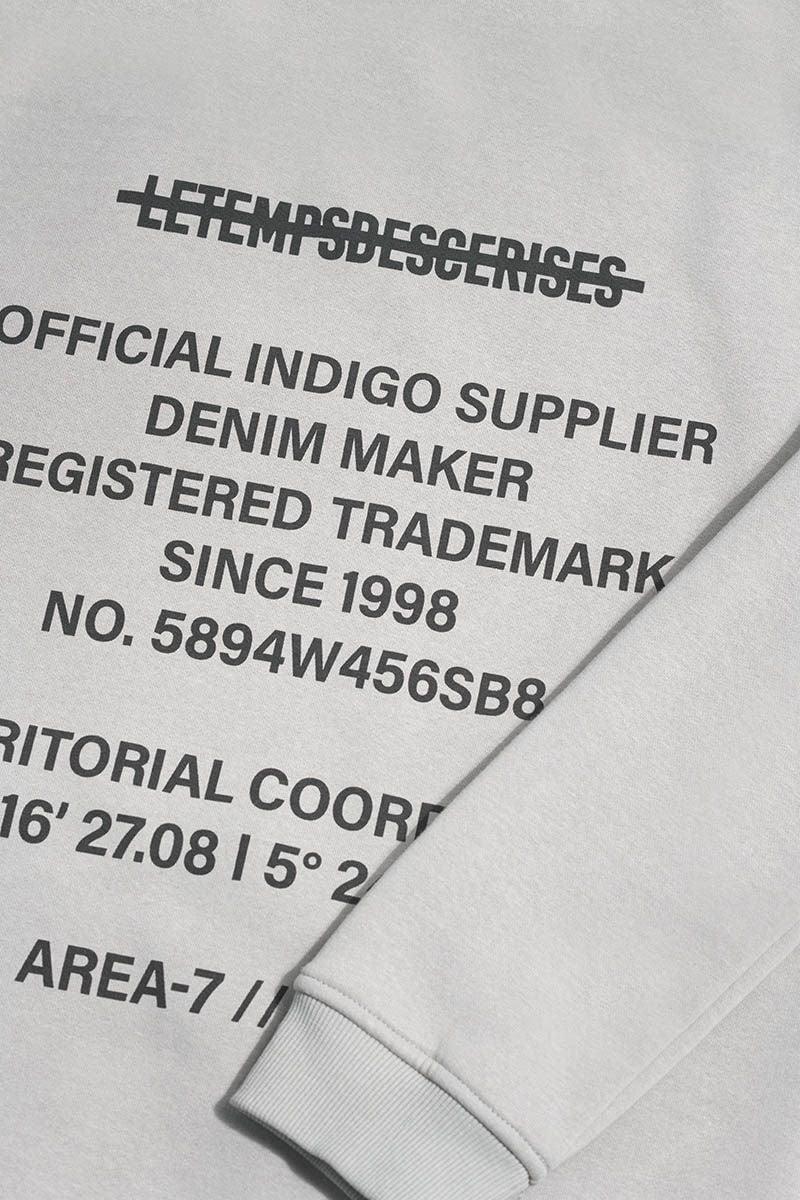 LETEMPSDESCERISES
OFFICIAL INDIGO SUPPLIER
DENIM MAKER
REGISTERED TRADEMARK
SINCE 1998
NO. 5894W456SB8
RITORIAL COOR
16' 27.08 | 5° 2
AREA-7 //